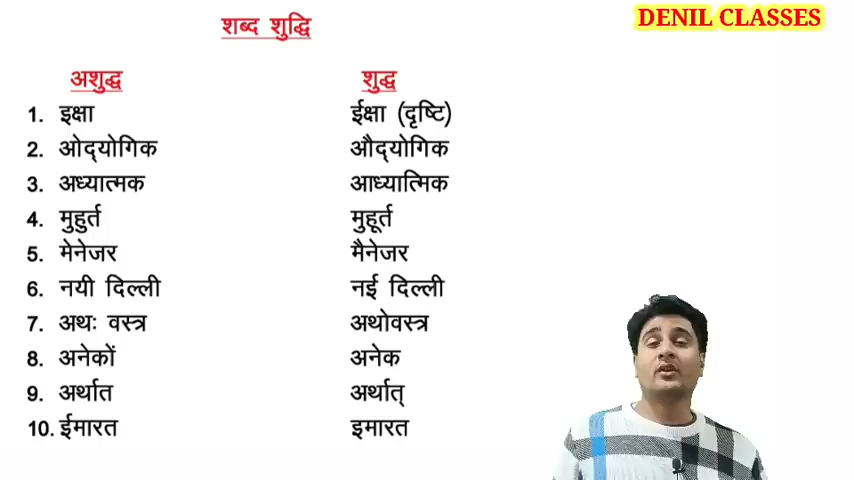 शब्द शुद्धि
DENIL CLASSES
अशुद्ध शुद्ध
1. इक्षा ईक्षा (दृष्टि)
2. ओद्‌योगिक औद्‌योगिक
3. अध्यात्मक आध्यात्मिक
4. मुहुर्त मुहूर्त
5. मेनेजर मैनेजर
6. नयी दिल्ली नई दिल्ली
7. अथः वस्त्र अथोवस्त्र
8. अनेकों अनेक
9. अर्थात अर्थात्
10. ईमारत इमारत